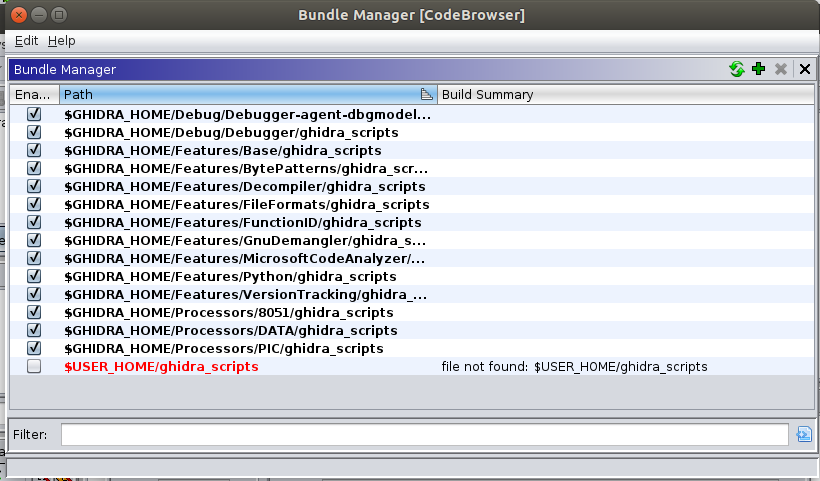 Bundle Manager [CodeBrowser]
Edit Help
Bundle Manager
Ena... Path Build Summary
$GHIDRA_HOME/Debug/Debugger-agent-dbgmodel...
$GHIDRA_HOME/Debug/Debugger/ghidra_scripts
$GHIDRA_HOME/Features/Base/ghidra_scripts
$GHIDRA_HOME/Features/BytePatterns/ghidra_scr...
$GHIDRA_HOME/Features/Decompiler/ghidra_scripts
$GHIDRA_HOME/Features/FileFormats/ghidra_scripts
$GHIDRA_HOME/Features/FunctionID/ghidra_scripts
$GHIDRA_HOME/Features/GnuDemangler/ghidra_s...
$GHIDRA_HOME/Features/MicrosoftCodeAnalyzer/...
$GHIDRA_HOME/Features/Python/ghidra_scripts
$GHIDRA_HOME/Features/VersionTracking/ghidra_...
$GHIDRA_HOME/Processors/8051/ghidra_scripts
$GHIDRA_HOME/Processors/DATA/ghidra_scripts
$GHIDRA_HOME/Processors/PIC/ghidra_scripts
$USER_HOME/ghidra_scripts file not found: $USER_HOME/ghidra_scripts
Filter: